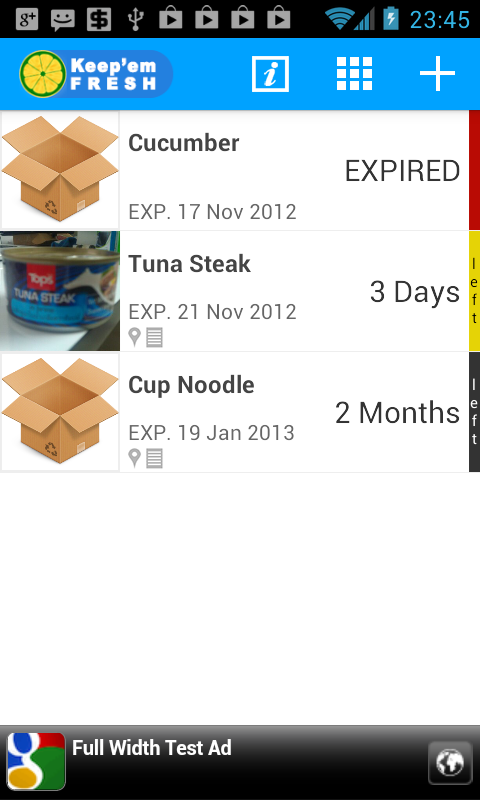 23:45
Keep'em
FRESH
Cucumber
EXPIRED
EXP. 17 Nov 2012
Top's
TUNA STEAK
Tuna Steak
3 Days
left
EXP. 21 Nov 2012
Cup Noodle
2 Months
left
EXP. 19 Jan 2013
Full Width Test Ad